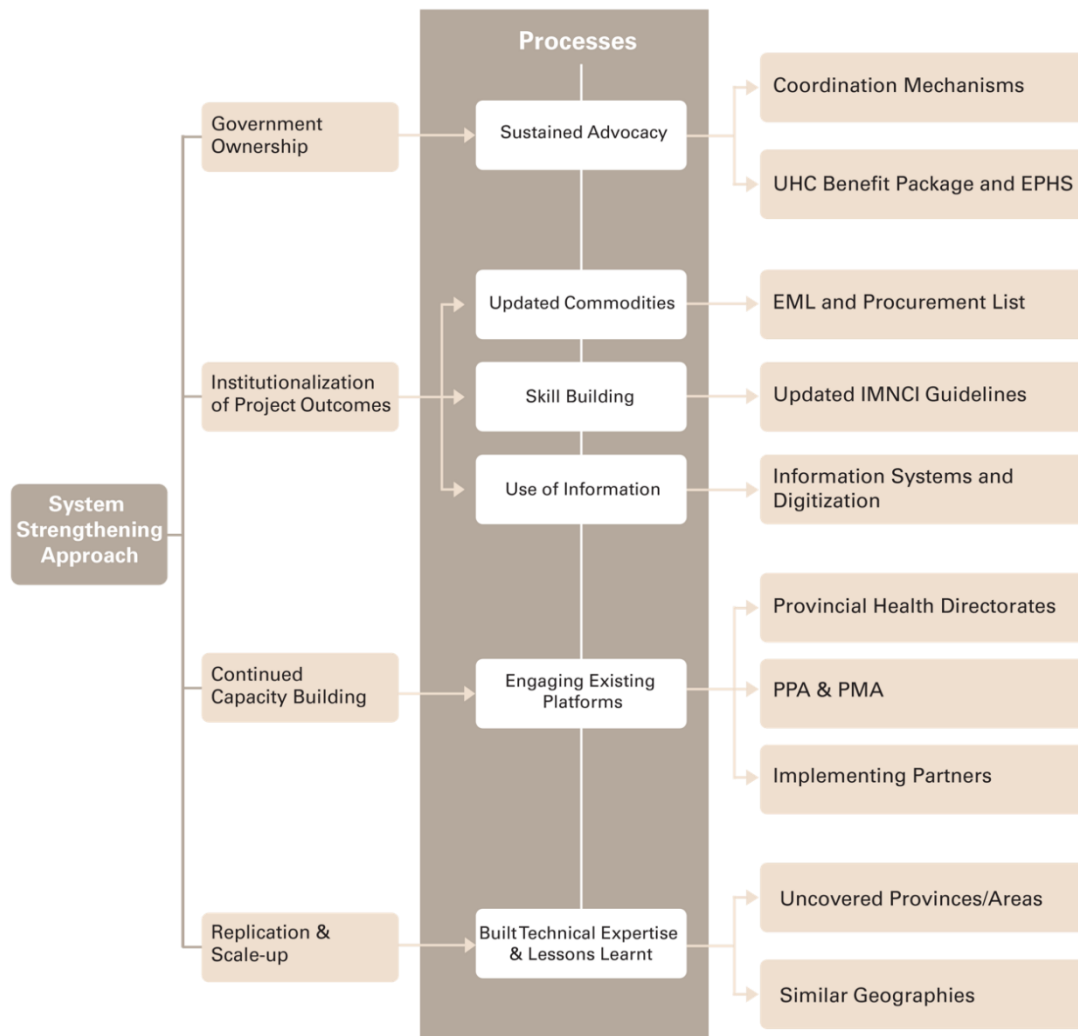 Processes
Government
Ownership
Sustained Advocacy
Coordination Mechanisms
UHC Benefit Package and EPHS
Institutionalization
of Project Outcomes
Updated Commodities
EML and Procurement List
Skill Building
Updated IMNCI Guidelines
Use of Information
Information Systems and
Digitization
System
Strengthening
Approach
Continued
Capacity Building
Engaging Existing
Platforms
Provincial Health Directorates
PPA & PMA
Implementing Partners
Replication &
Scale-up
Built Technical Expertise
& Lessons Learnt
Uncovered Provinces/Areas
Similar Geographies